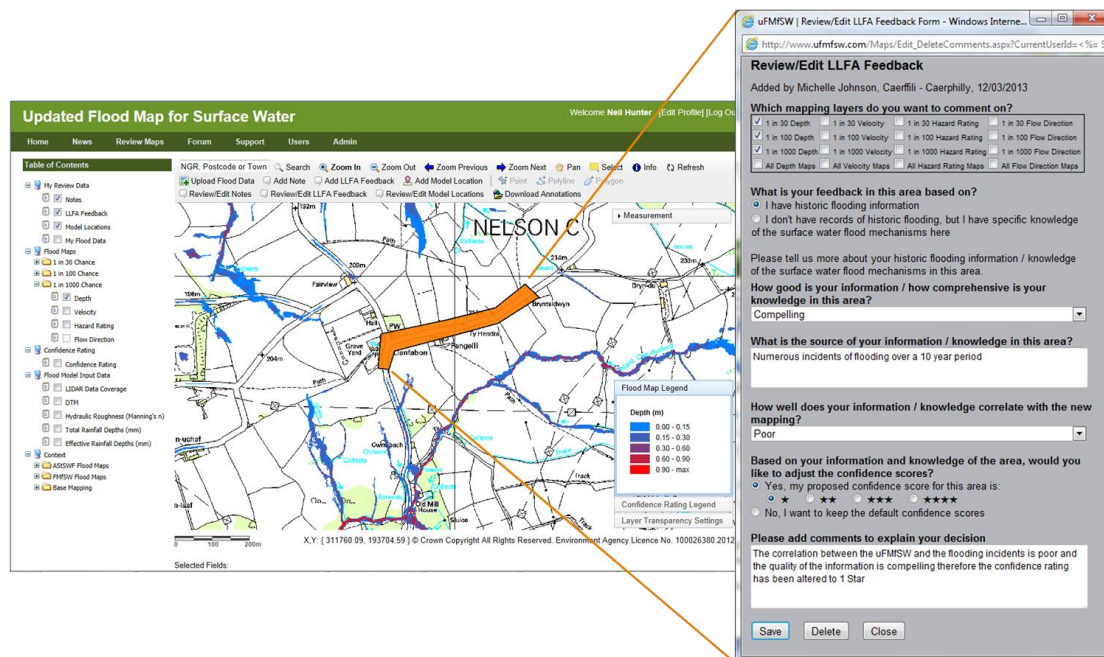 Updated Flood Map for Surface Water
Welcome Neil Hunter [Edit Profile] [Log Ou
Home News Review Maps Forum Support Users Admin
Table of Contents
My Review Data
Notes
LLFA Feedback
Model Locations
My Flood Data
Flood Maps
1 in 30 Chance
1 in 100 Chance
1 in 1000 Chance
Depth
Velocity
Hazard Rating
Flow Direction
Confidence Rating
Confidence Rating
Flood Model Input Data
LIDAR Data Coverage
DTM
Hydraulic Roughness (Manning's n)
Total Rainfall Depths (mm)
Effective Rainfall Depths (mm)
Context
AStSWF Flood Maps
FMfSW Flood Maps
Base Mapping
NGR, Postcode or Town Search Zoom In Zoom Out Zoom Previous Zoom Next Pan Select Info Refresh
Upload Flood Data Add Note Add LLFA Feedback Add Model Location Point Polyline Polygon
Review/Edit Notes Review/Edit LLFA Feedback Review/Edit Model Locations Download Annotations
Measurement
192m
Path
NELSON C
Collects
Issues
214m
209m
233m
198m
Fairview
Bryntaldwyn
Hall
PW
Ty Hendra
Grave
Yard
Llanfabon
Pengelli
204m
Path
Path
Collects
Issues
Drain
Track
Old Mill
House
Sluice
Track
Flood Map Legend
Depth (m)
0.00 - 0.15
0.15 - 0.30
0.30 - 0.60
0.60 - 0.90
0.90 - max
Confidence Rating Legend
Layer Transparency Settings
0 100 200m
X,Y: ( 311760.09, 193704.59 ) © Crown Copyright All Rights Reserved. Environment Agency Licence No. 100026380.2012
Selected Fields:
uFMfSW | Review/Edit LLFA Feedback Form - Windows Interne...
http://www.ufmfsw.com/Maps/Edit_DeleteComments.aspx?CurrentUserId=<%= S
Review/Edit LLFA Feedback
Added by Michelle Johnson, Caerffili - Caerphilly, 12/03/2013
Which mapping layers do you want to comment on?
1 in 30 Depth 1 in 30 Velocity 1 in 30 Hazard Rating 1 in 30 Flow Direction
1 in 100 Depth 1 in 100 Velocity 1 in 100 Hazard Rating 1 in 100 Flow Direction
1 in 1000 Depth 1 in 1000 Velocity 1 in 1000 Hazard Rating 1 in 1000 Flow Direction
All Depth Maps All Velocity Maps All Hazard Rating Maps All Flow Direction Maps
What is your feedback in this area based on?
I have historic flooding information
I don't have records of historic flooding, but I have specific knowledge
of the surface water flood mechanisms here
Please tell us more about your historic flooding information / knowledge
of the surface water flood mechanisms in this area.
How good is your information / how comprehensive is your
knowledge in this area?
Compelling
What is the source of your information / knowledge in this area?
Numerous incidents of flooding over a 10 year period
How well does your information / knowledge correlate with the new
mapping?
Poor
Based on your information and knowledge of the area, would you
like to adjust the confidence scores?
Yes, my proposed confidence score for this area is:
★ ★★ ★★★ ★★★★
No, I want to keep the default confidence scores
Please add comments to explain your decision
The correlation between the uFMfSW and the flooding incidents is poor and
the quality of the information is compelling therefore the confidence rating
has been altered to 1 Star
Save Delete Close